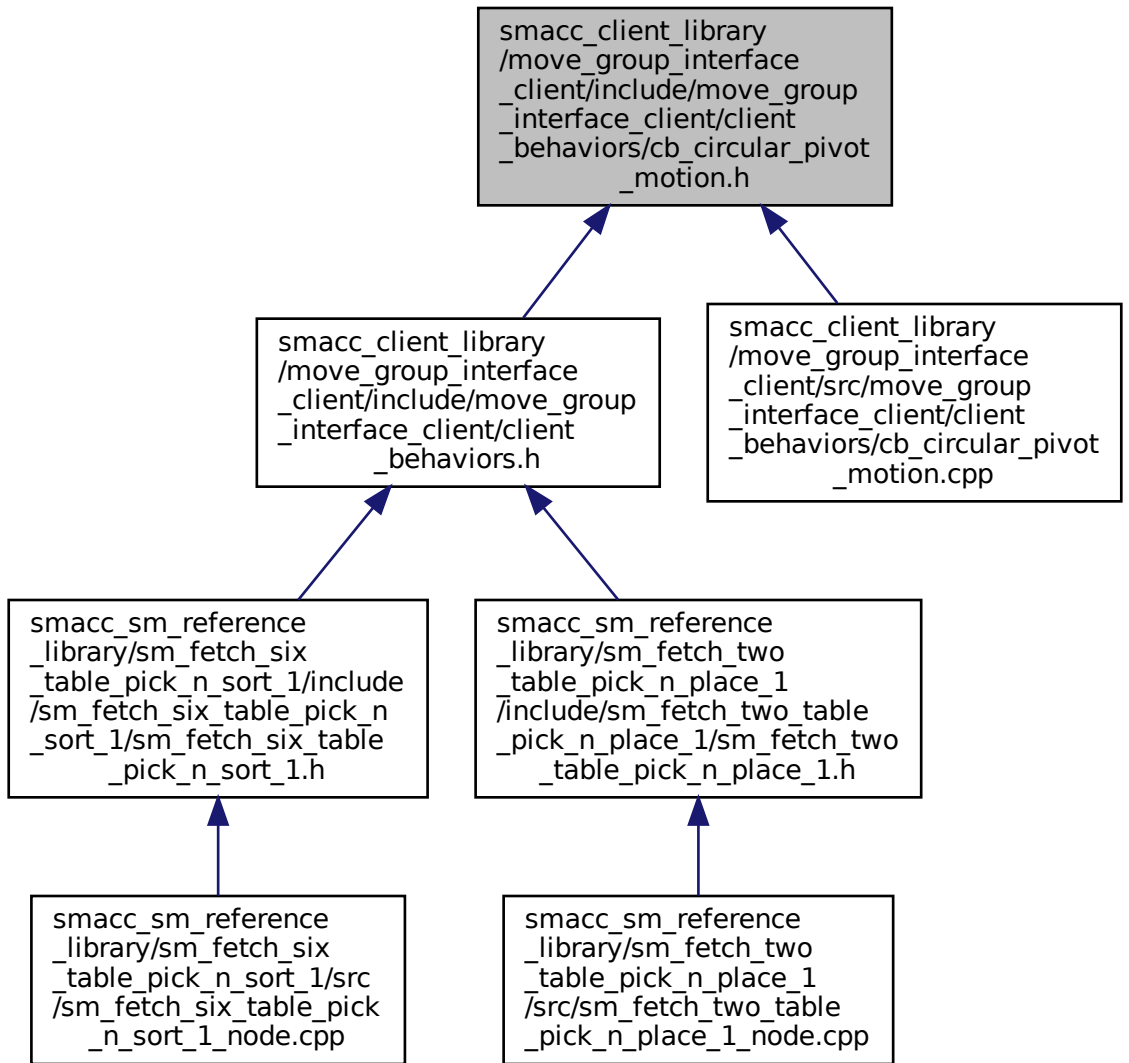 smacc_client_library
/move_group_interface
_client/include/move_group
_interface_client/client
_behaviors/cb_circular_pivot
_motion.h
smacc_client_library
/move_group_interface
_client/include/move_group
_interface_client/client
_behaviors.h
smacc_client_library
/move_group_interface
_client/src/move_group
_interface_client/client
_behaviors/cb_circular_pivot
_motion.cpp
smacc_sm_reference
_library/sm_fetch_six
_table_pick_n_sort_1/include
/sm_fetch_six_table_pick_n
_sort_1/sm_fetch_six_table
_pick_n_sort_1.h
smacc_sm_reference
_library/sm_fetch_two
_table_pick_n_place_1
/include/sm_fetch_two_table
_pick_n_place_1/sm_fetch_two
_table_pick_n_place_1.h
smacc_sm_reference
_library/sm_fetch_six
_table_pick_n_sort_1/src
/sm_fetch_six_table_pick
_n_sort_1_node.cpp
smacc_sm_reference
_library/sm_fetch_two
_table_pick_n_place_1
/src/sm_fetch_two_table
_pick_n_place_1_node.cpp